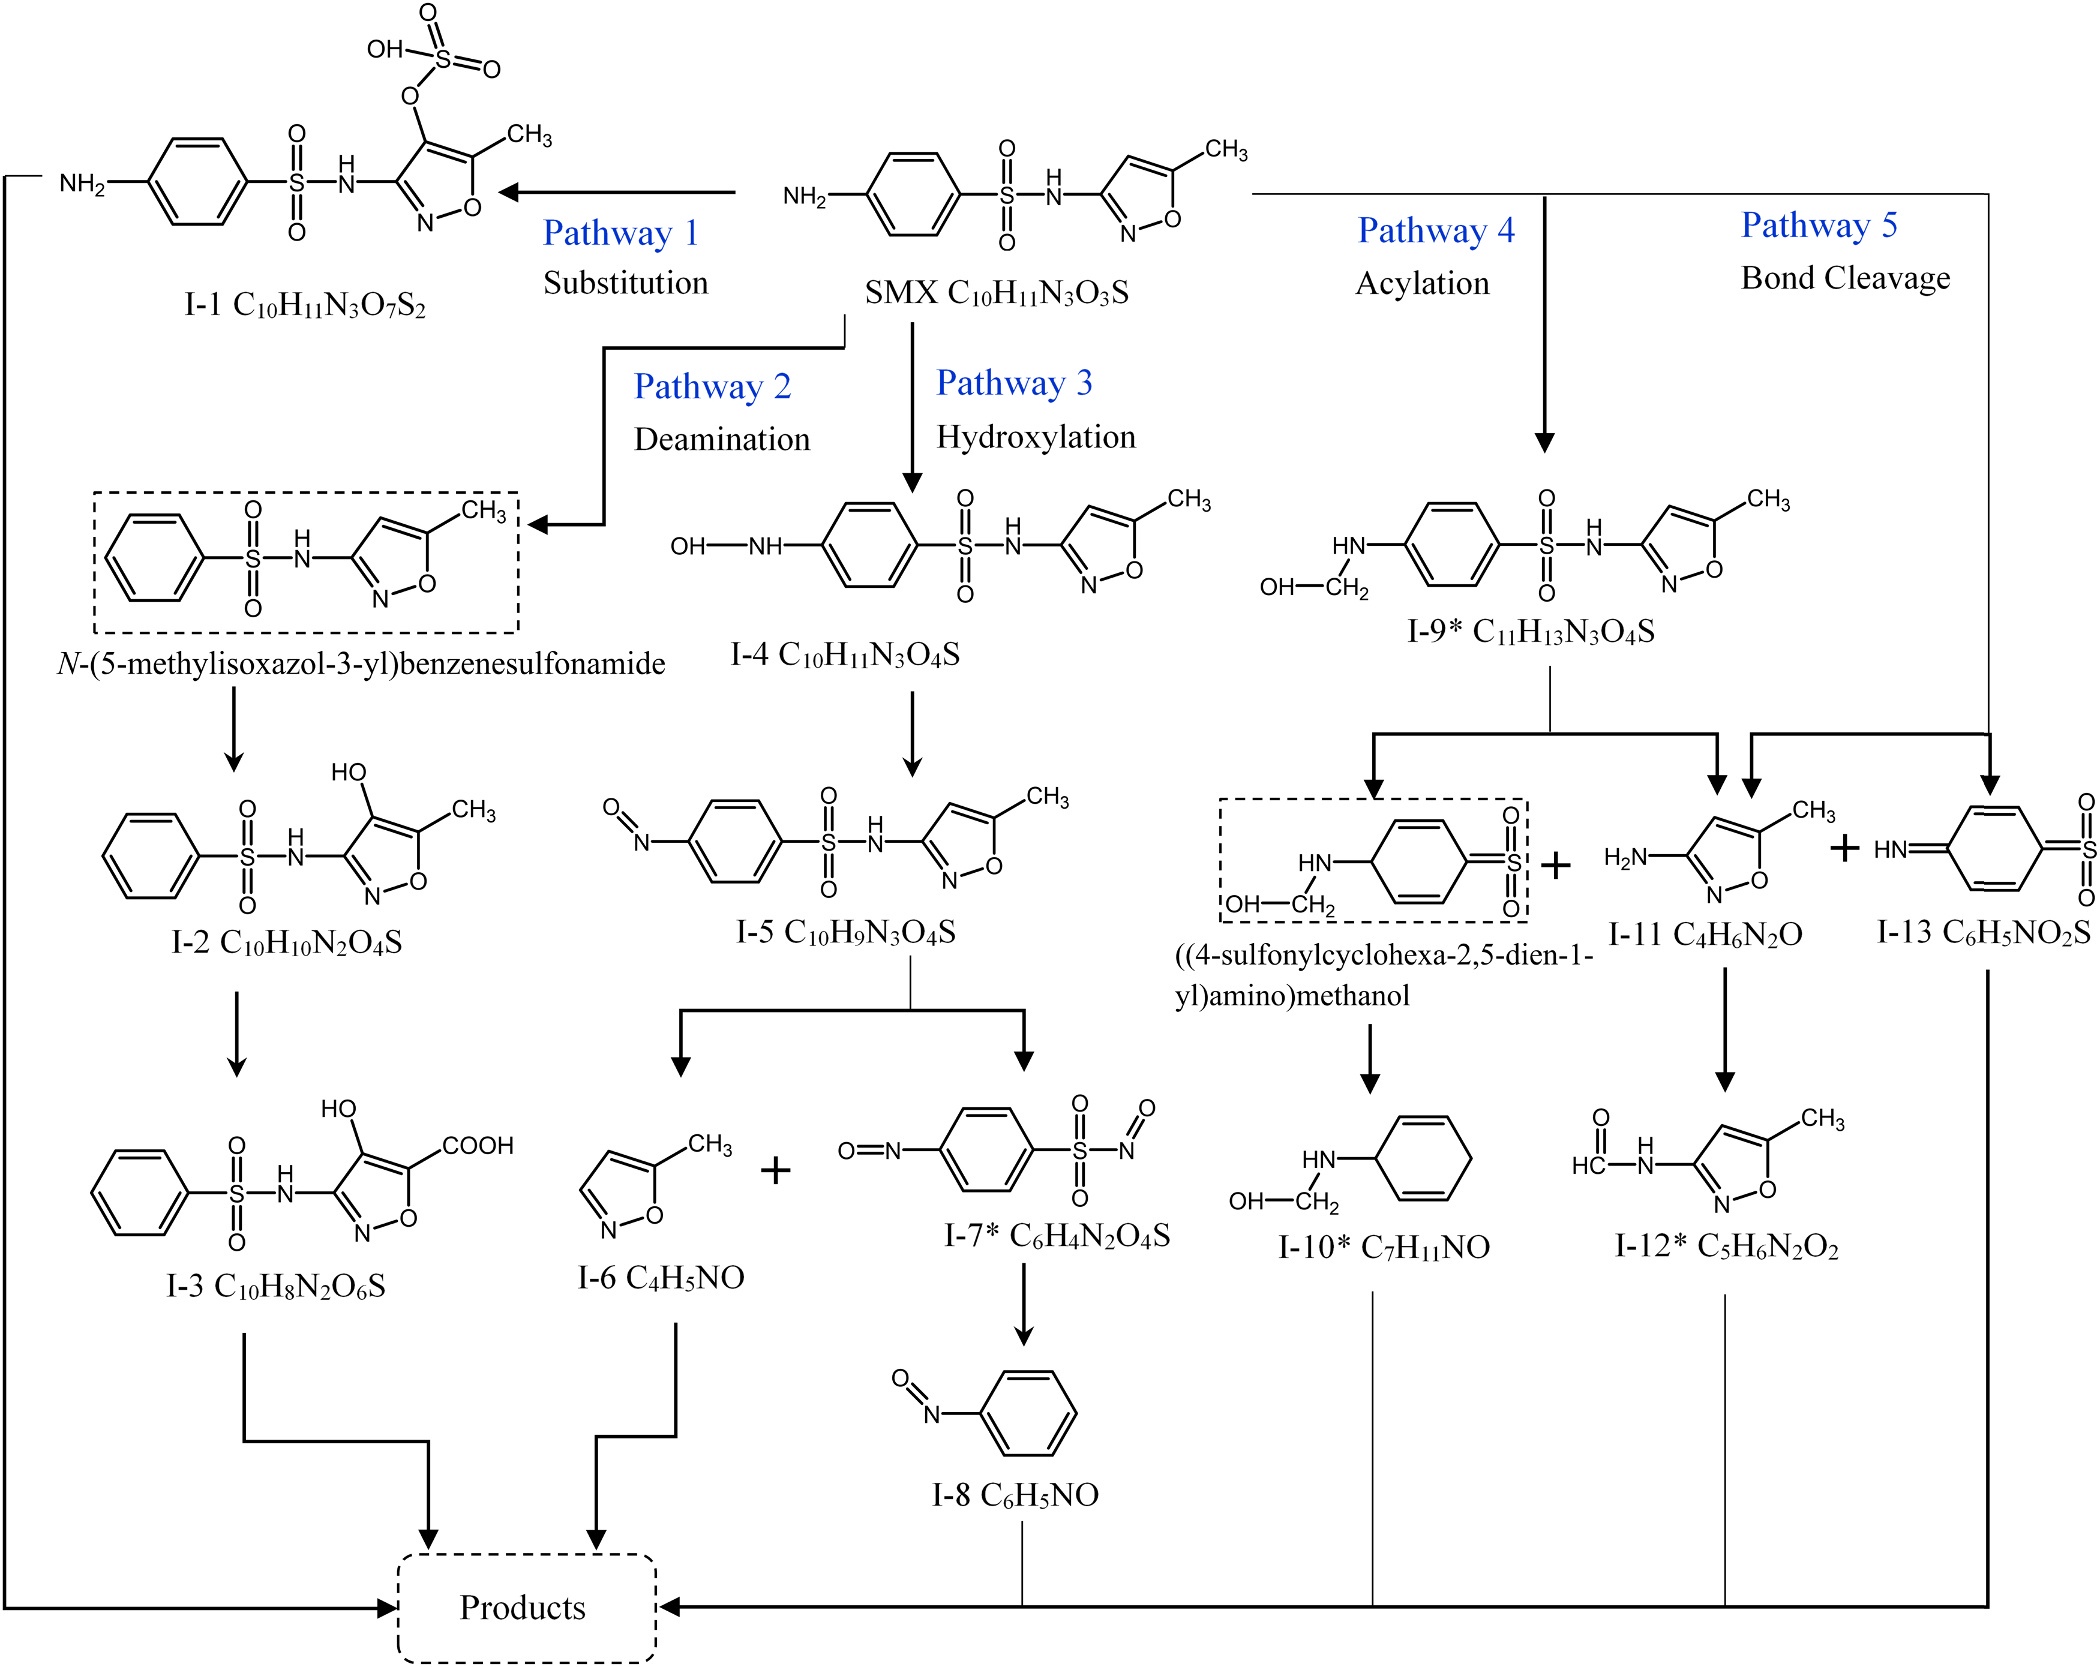 O
OH S O
O
O
NH₂ S H N CH₃
O N O
I-1 C₁₀H₁₁N₃O₇S₂
Pathway 1
Substitution
O
NH₂ S H N CH₃
O N O
SMX C₁₀H₁₁N₃O₃S
Pathway 4
Acylation
Pathway 5
Bond Cleavage
Pathway 2
Deamination
Pathway 3
Hydroxylation
O
S H N CH₃
O N O
N-(5-methylisoxazol-3-yl)benzenesulfonamide
O
OH NH S H N CH₃
O N O
I-4 C₁₀H₁₁N₃O₄S
O
HN S H N CH₃
OH CH₂ O N O
I-9* C₁₁H₁₃N₃O₄S
HO
O
S H N CH₃
O N O
I-2 C₁₀H₁₀N₂O₄S
O O
N S H N CH₃
O N O
I-5 C₁₀H₉N₃O₄S
O
HN S
OH CH₂ O
((4-sulfonylcyclohexa-2,5-dien-1-
yl)amino)methanol
+
CH₃
H₂N
N O
I-11 C₄H₆N₂O
+
O
HN S
O
I-13 C₆H₅NO₂S
HO
O COOH
S H N
O N O
I-3 C₁₀H₈N₂O₆S
CH₃
N O
I-6 C₄H₅NO
+
O O
O N S N
O
I-7* C₆H₄N₂O₄S
HN
OH CH₂
I-10* C₇H₁₁NO
O CH₃
HC H N
N O
I-12* C₅H₆N₂O₂
O
N
I-8 C₆H₅NO
Products